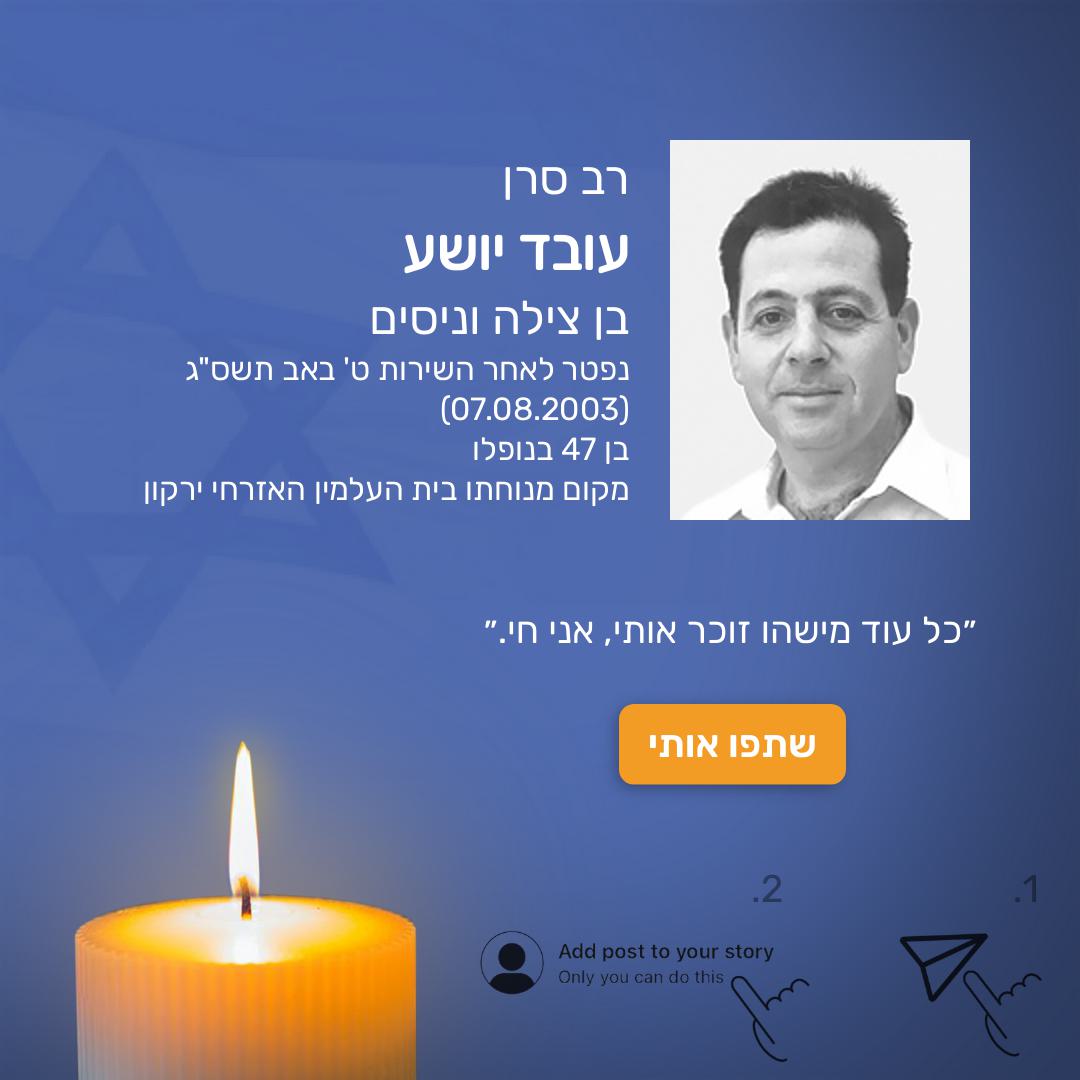 רב סרן
עובד יושע
בן צילה וניסים
נפטר לאחר השירות ט' באב תשס"ג
(07.08.2003)
בן 47 בנופלו
מקום מנוחתו בית העלמין האזרחי ירקון
״כל עוד מישהו זוכר אותי, אני חי.״
שתפו אותי
1.
2.
Add post to your story
Only you can do this